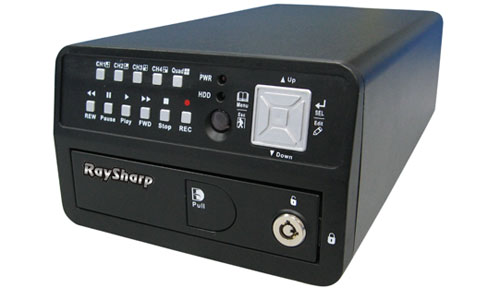 CH1 CH2 CH3 CH4 Quad
PWR
HDD
REW Pause Play FWD Stop REC
Menu
Esc
Up
SEL
Edit
Down
RaySharp
Pull